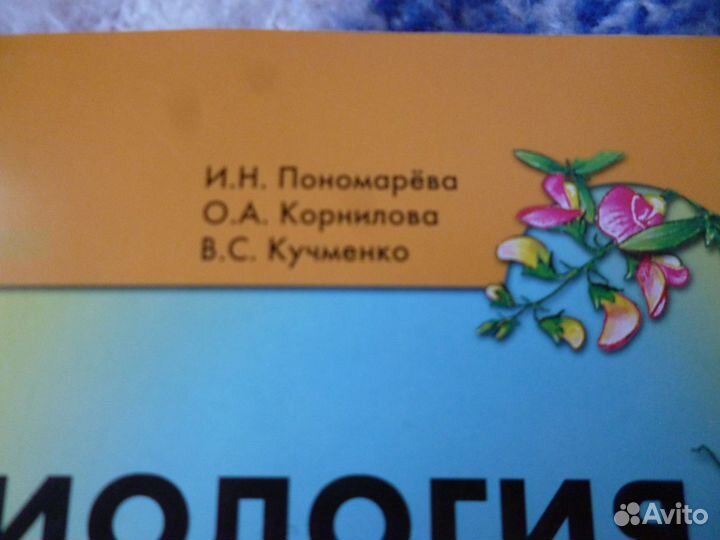 И.Н. Пономарёва
О.А. Корнилова
В.С. Кучменко
ИОЛОГИЯ
Avito